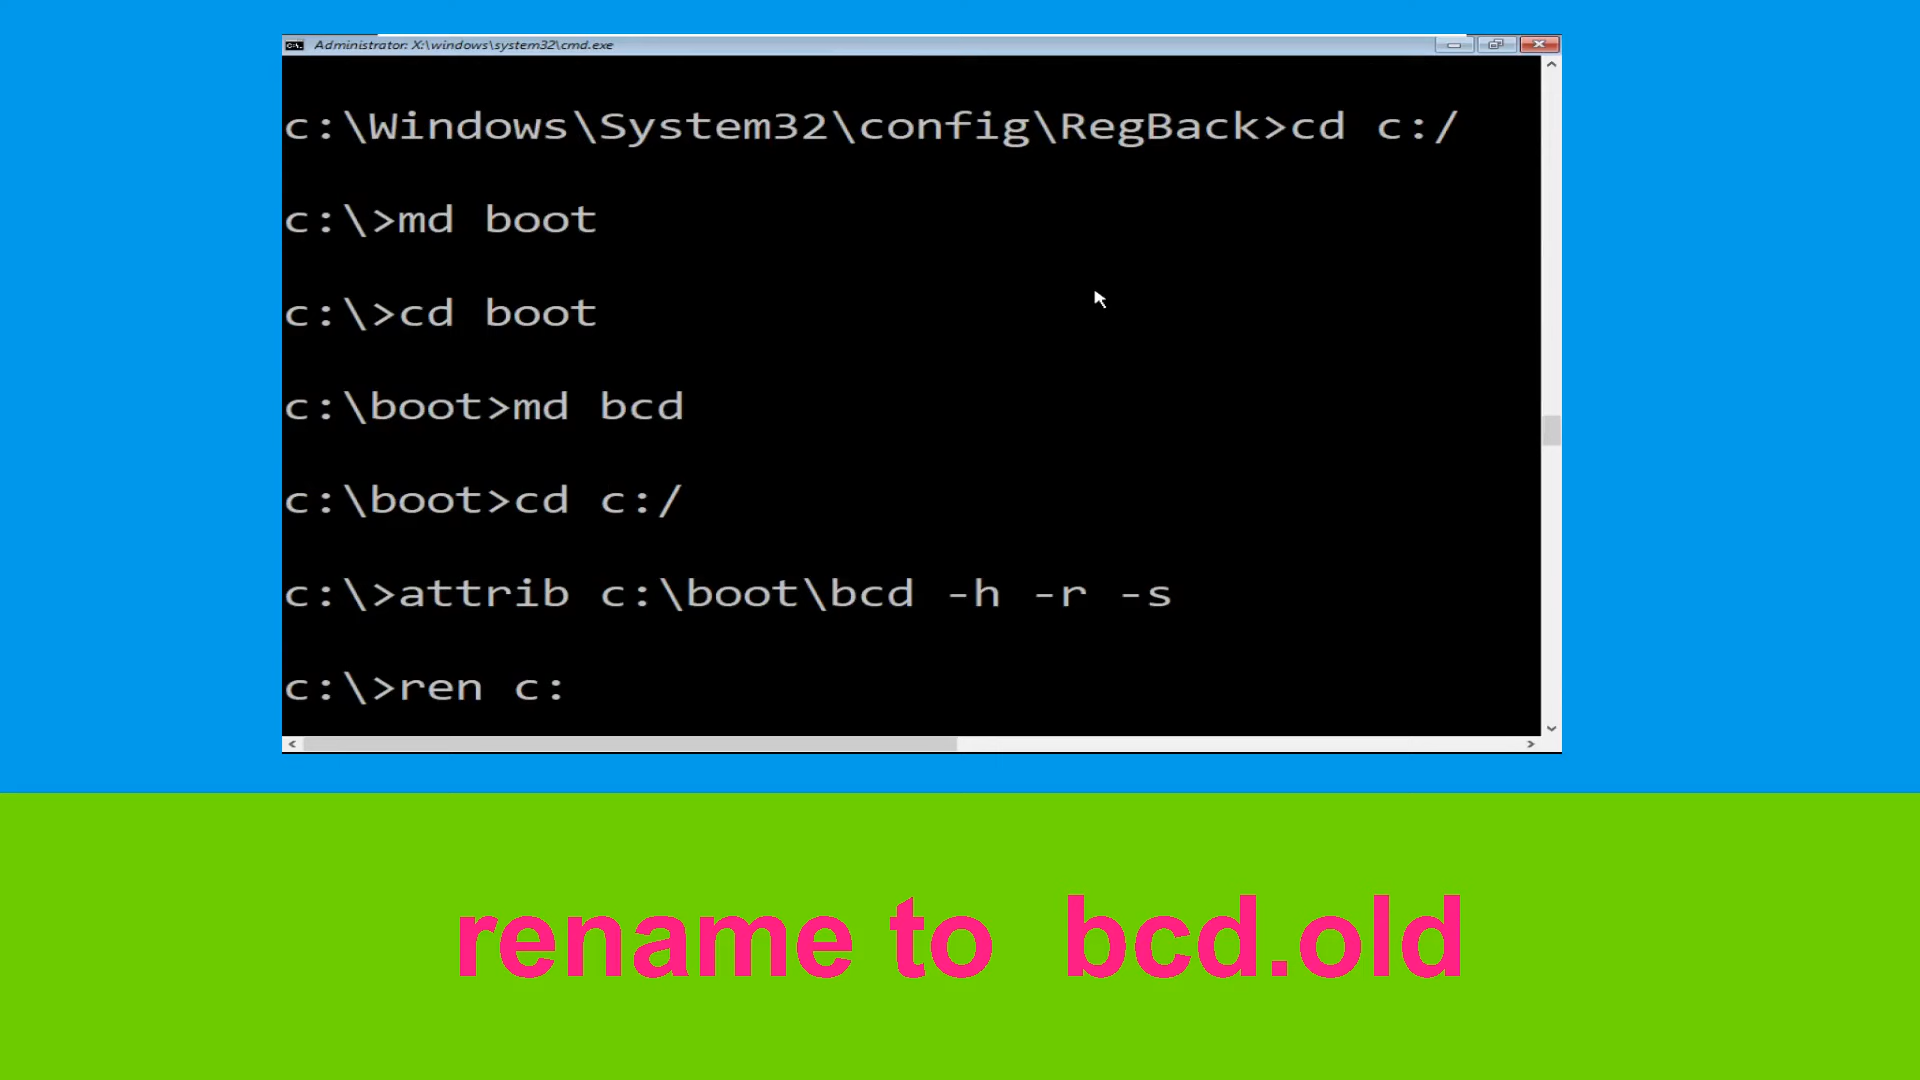 Administrator: X:\windows\system32\cmd.exe
c:\Windows\System32\config\RegBack>cd c:/
c:\>md boot
c:\>cd boot
c:\boot>md bcd
c:\boot>cd c:/
c:\>attrib c:\boot\bcd -h -r -s
c:\>ren c:
rename to  bcd.old